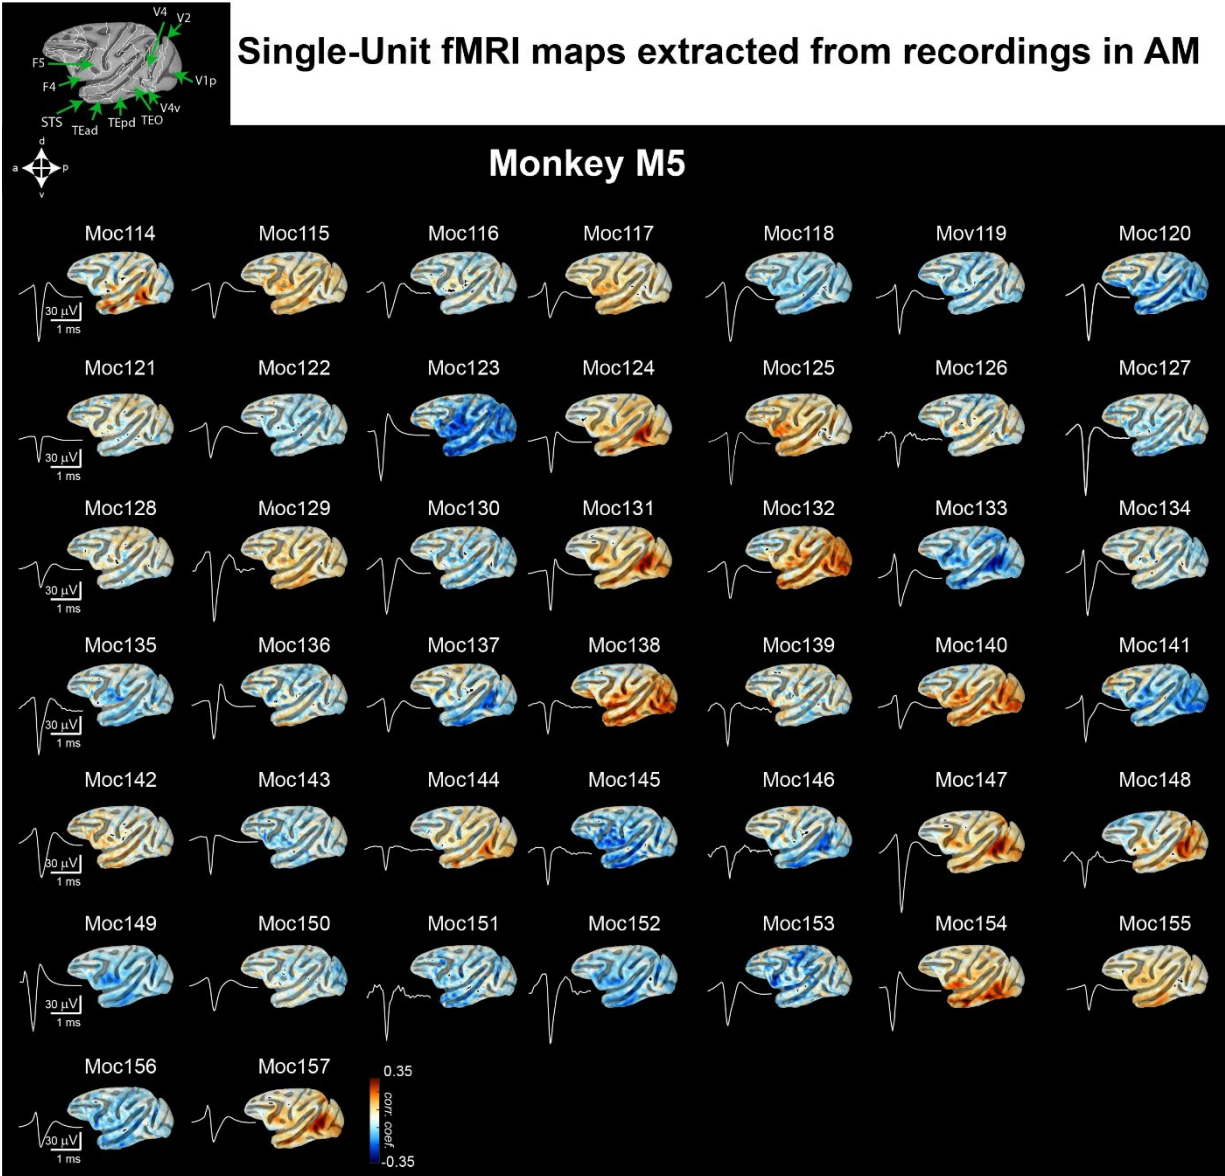 V4 V2
Single-Unit fMRI maps extracted from recordings in AM
F5
F4
V1p
V4v
STS TEad TEpd TEO
d
a p
v
Monkey M5
Moc114 Moc115 Moc116 Moc117 Moc118 Mov119 Moc120
30 μV
1 ms
Moc121 Moc122 Moc123 Moc124 Moc125 Moc126 Moc127
30 μV
1 ms
Moc128 Moc129 Moc130 Moc131 Moc132 Moc133 Moc134
30 μV
1 ms
Moc135 Moc136 Moc137 Moc138 Moc139 Moc140 Moc141
30 μV
1 ms
Moc142 Moc143 Moc144 Moc145 Moc146 Moc147 Moc148
30 μV
1 ms
Moc149 Moc150 Moc151 Moc152 Moc153 Moc154 Moc155
30 μV
1 ms
Moc156 Moc157
0.35
corr. coef.
-0.35
30 μV
1 ms